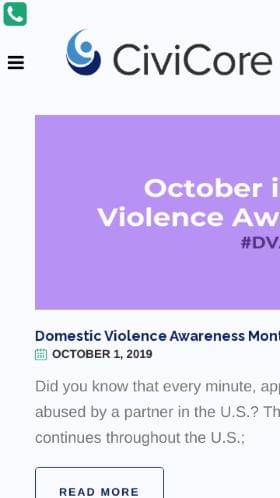 CiviCore
October i
Violence Aw
#DV
Domestic Violence Awareness Mont
OCTOBER 1, 2019
Did you know that every minute, app
abused by a partner in the U.S.? Th
continues throughout the U.S.;
READ MORE